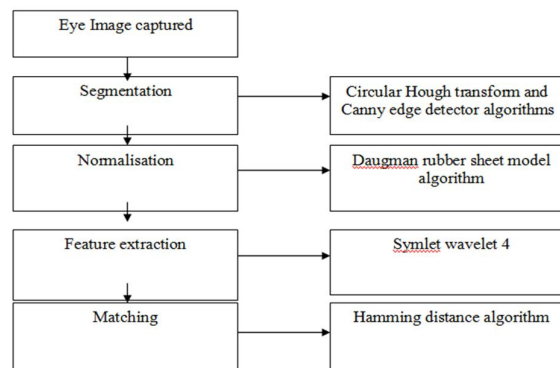 Eye Image captured
Segmentation
Circular Hough transform and
Canny edge detector algorithms
Normalisation
Daugman rubber sheet model
algorithm
Feature extraction
Symlet wavelet 4
Matching
Hamming distance algorithm